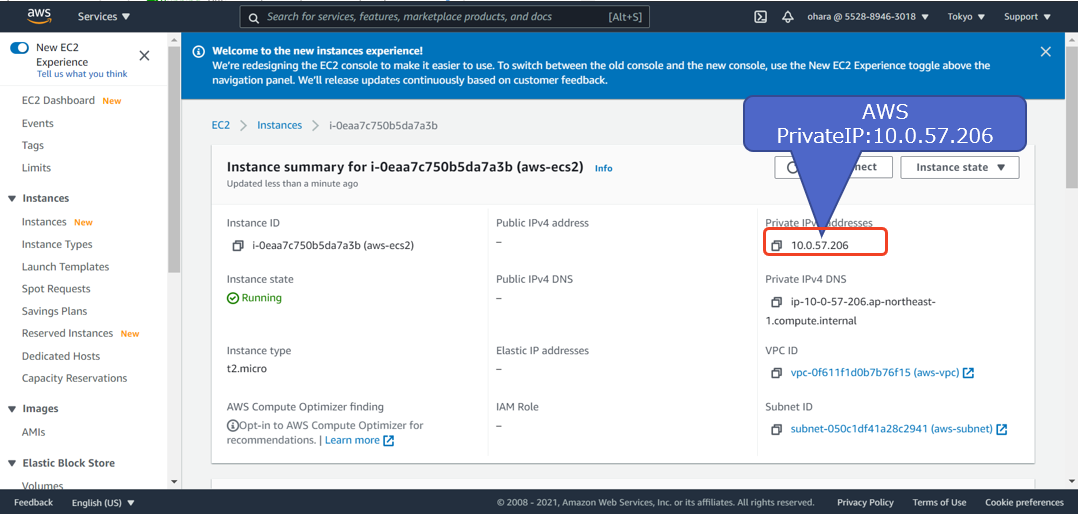 aws Services ▼ Search for services, features, marketplace products, and docs [Alt+S] ohara @ 5528-8946-3018 ▼ Tokyo ▼ Support ▼
New EC2
Experience
Tell us what you think
EC2 Dashboard New
Events
Tags
Limits
▼ Instances
Instances New
Instance Types
Launch Templates
Spot Requests
Savings Plans
Reserved Instances New
Dedicated Hosts
Capacity Reservations
▼ Images
AMIs
▼ Elastic Block Store
Volumes
Welcome to the new instances experience!
We're redesigning the EC2 console to make it easier to use. To switch between the old console and the new console, use the New EC2 Experience toggle above the
navigation panel. We'll release updates continuously based on customer feedback.
AWS
PrivateIP:10.0.57.206
EC2 > Instances > i-0eaa7c750b5da7a3b
Instance summary for i-0eaa7c750b5da7a3b (aws-ecs2) Info
Updated less than a minute ago
Instance state ▼
Instance ID
i-0eaa7c750b5da7a3b (aws-ecs2)
Public IPv4 address
–
Private IPv4 addresses
10.0.57.206
Instance state
Running
Public IPv4 DNS
–
Private IPv4 DNS
ip-10-0-57-206.ap-northeast-
1.compute.internal
Instance type
t2.micro
Elastic IP addresses
–
VPC ID
vpc-0f611f1d0b7b76f15 (aws-vpc)
AWS Compute Optimizer finding
Opt-in to AWS Compute Optimizer for
recommendations. | Learn more
IAM Role
–
Subnet ID
subnet-050c1df41a28c2941 (aws-subnet)
Feedback English (US) ▼ © 2008 - 2021, Amazon Web Services, Inc. or its affiliates. All rights reserved. Privacy Policy Terms of Use Cookie preferences